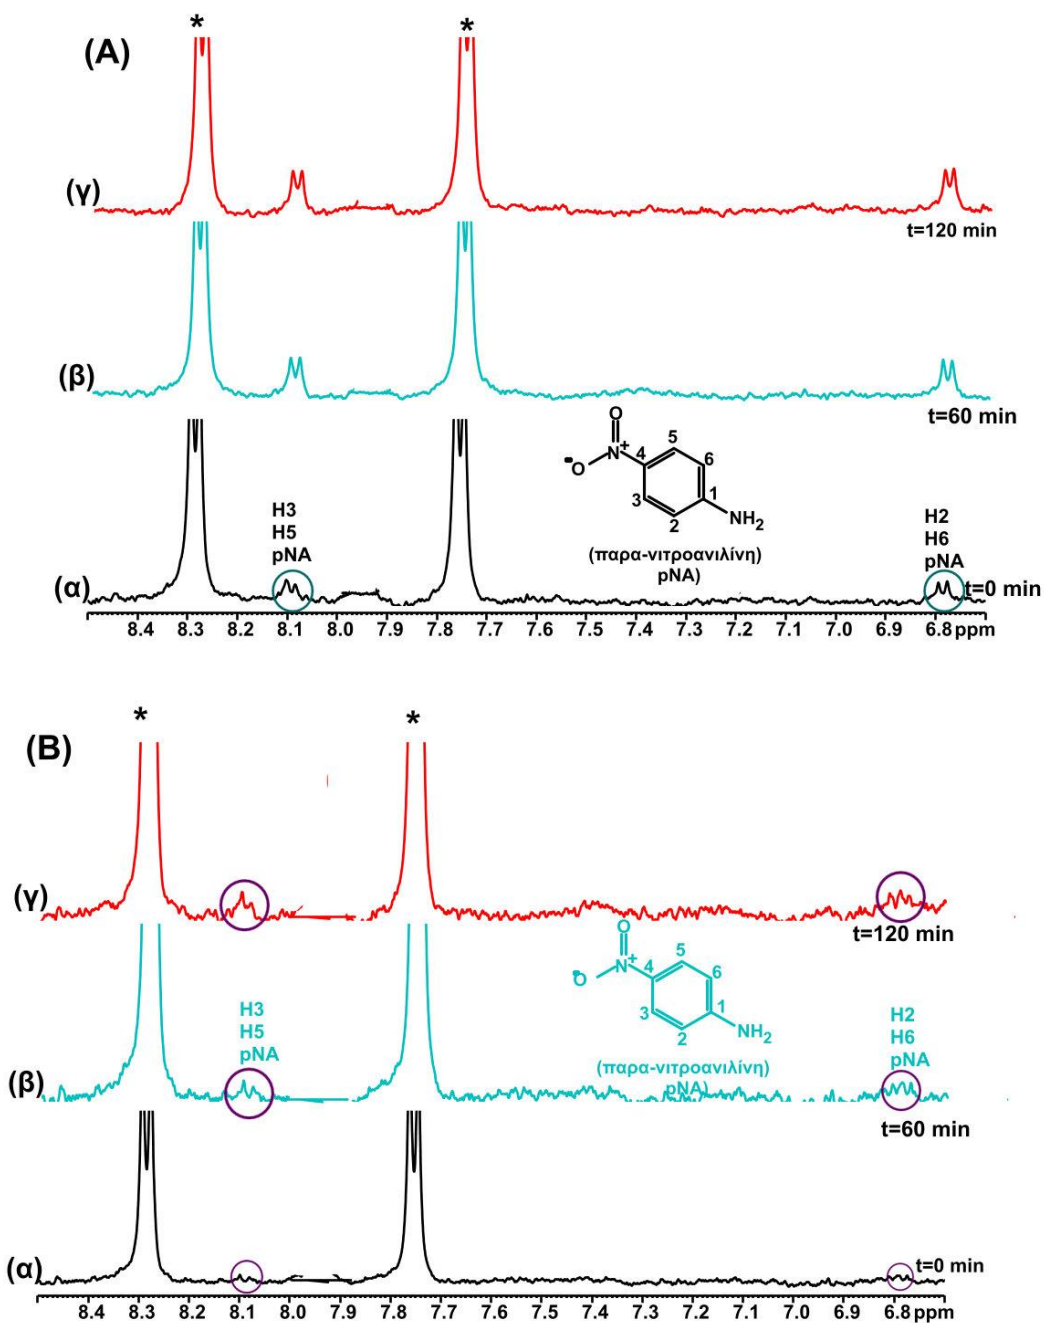 (A)
*
*
(γ)
t=120 min
(β)
t=60 min
O
N+
-O
4
5
6
3
1
2
NH2
(παρα-νιτροανιλίνη)
pNA)
H3
H5
pNA
H2
H6
pNA
(α)
t=0 min
8.4 8.3 8.2 8.1 8.0 7.9 7.8 7.7 7.6 7.5 7.4 7.3 7.2 7.1 7.0 6.9 6.8 ppm
(B)
*
*
(γ)
t=120 min
O
N+
-O
4
5
6
3
1
2
NH2
(παρα-νιτροανιλίνη)
pNA)
H3
H5
pNA
H2
H6
pNA
(β)
t=60 min
(α)
t=0 min
8.4 8.3 8.2 8.1 8.0 7.9 7.8 7.7 7.6 7.5 7.4 7.3 7.2 7.1 7.0 6.9 6.8 ppm